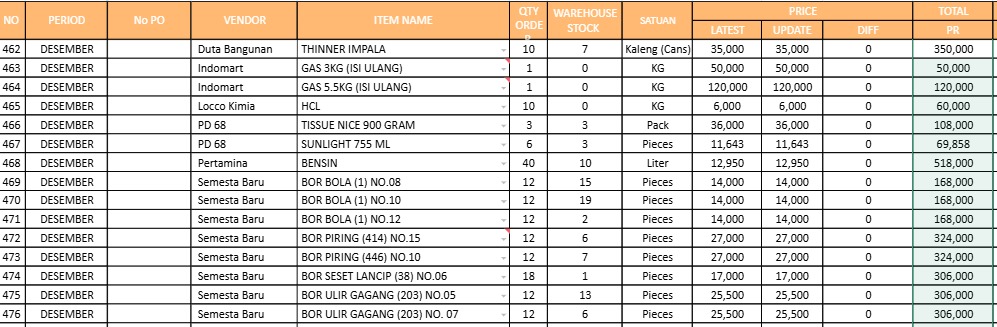 NO PERIOD No PO VENDOR ITEM NAME QTY ORDER WAREHOUSE STOCK SATUAN PRICE TOTAL
LATEST UPDATE DIFF PR
462 DESEMBER Duta Bangunan THINNER IMPALA 10 7 Kaleng (Cans) 35,000 35,000 0 350,000
463 DESEMBER Indomart GAS 3KG (ISI ULANG) 1 0 KG 50,000 50,000 0 50,000
464 DESEMBER Indomart GAS 5.5KG (ISI ULANG) 1 0 KG 120,000 120,000 0 120,000
465 DESEMBER Locco Kimia HCL 10 0 KG 6,000 6,000 0 60,000
466 DESEMBER PD 68 TISSUE NICE 900 GRAM 3 3 Pack 36,000 36,000 0 108,000
467 DESEMBER PD 68 SUNLIGHT 755 ML 6 3 Pieces 11,643 11,643 0 69,858
468 DESEMBER Pertamina BENSIN 40 10 Liter 12,950 12,950 0 518,000
469 DESEMBER Semesta Baru BOR BOLA (1) NO.08 12 15 Pieces 14,000 14,000 0 168,000
470 DESEMBER Semesta Baru BOR BOLA (1) NO.10 12 19 Pieces 14,000 14,000 0 168,000
471 DESEMBER Semesta Baru BOR BOLA (1) NO.12 12 2 Pieces 14,000 14,000 0 168,000
472 DESEMBER Semesta Baru BOR PIRING (414) NO.15 12 6 Pieces 27,000 27,000 0 324,000
473 DESEMBER Semesta Baru BOR PIRING (446) NO.10 12 7 Pieces 27,000 27,000 0 324,000
474 DESEMBER Semesta Baru BOR SESET LANCIP (38) NO.06 18 1 Pieces 17,000 17,000 0 306,000
475 DESEMBER Semesta Baru BOR ULIR GAGANG (203) NO.05 12 13 Pieces 25,500 25,500 0 306,000
476 DESEMBER Semesta Baru BOR ULIR GAGANG (203) NO. 07 12 6 Pieces 25,500 25,500 0 306,000